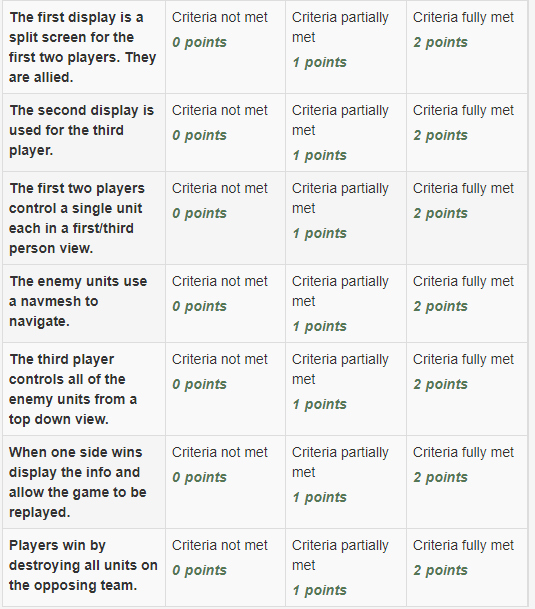 The first display is a
split screen for the
first two players. They
are allied.
Criteria not met
0 points
Criteria partially
met
1 points
Criteria fully met
2 points
The second display is
used for the third
player.
Criteria not met
0 points
Criteria partially
met
1 points
Criteria fully met
2 points
The first two players
control a single unit
each in a first/third
person view.
Criteria not met
0 points
Criteria partially
met
1 points
Criteria fully met
2 points
The enemy units use
a navmesh to
navigate.
Criteria not met
0 points
Criteria partially
met
1 points
Criteria fully met
2 points
The third player
controls all of the
enemy units from a
top down view.
Criteria not met
0 points
Criteria partially
met
1 points
Criteria fully met
2 points
When one side wins
display the info and
allow the game to be
replayed.
Criteria not met
0 points
Criteria partially
met
1 points
Criteria fully met
2 points
Players win by
destroying all units on
the opposing team.
Criteria not met
0 points
Criteria partially
met
1 points
Criteria fully met
2 points